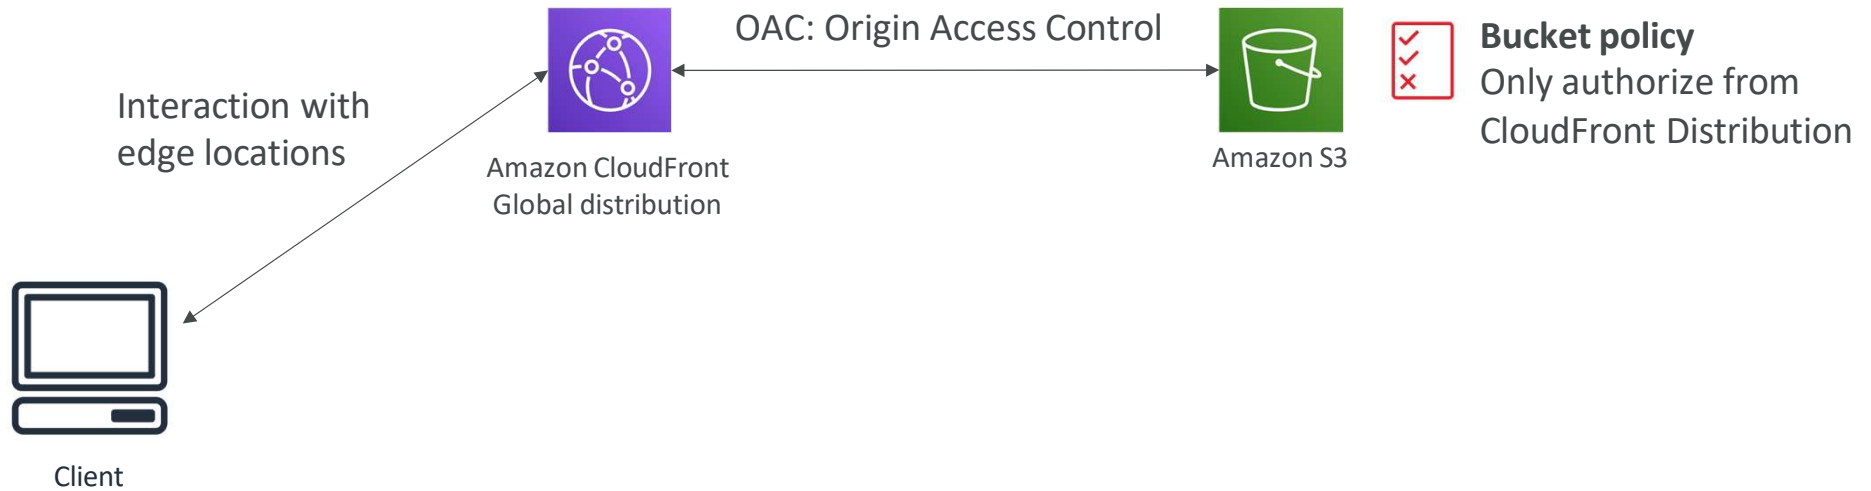 OAC: Origin Access Control
Bucket policy
Only authorize from
CloudFront Distribution
Interaction with
edge locations
Amazon CloudFront
Global distribution
Amazon S3
Client